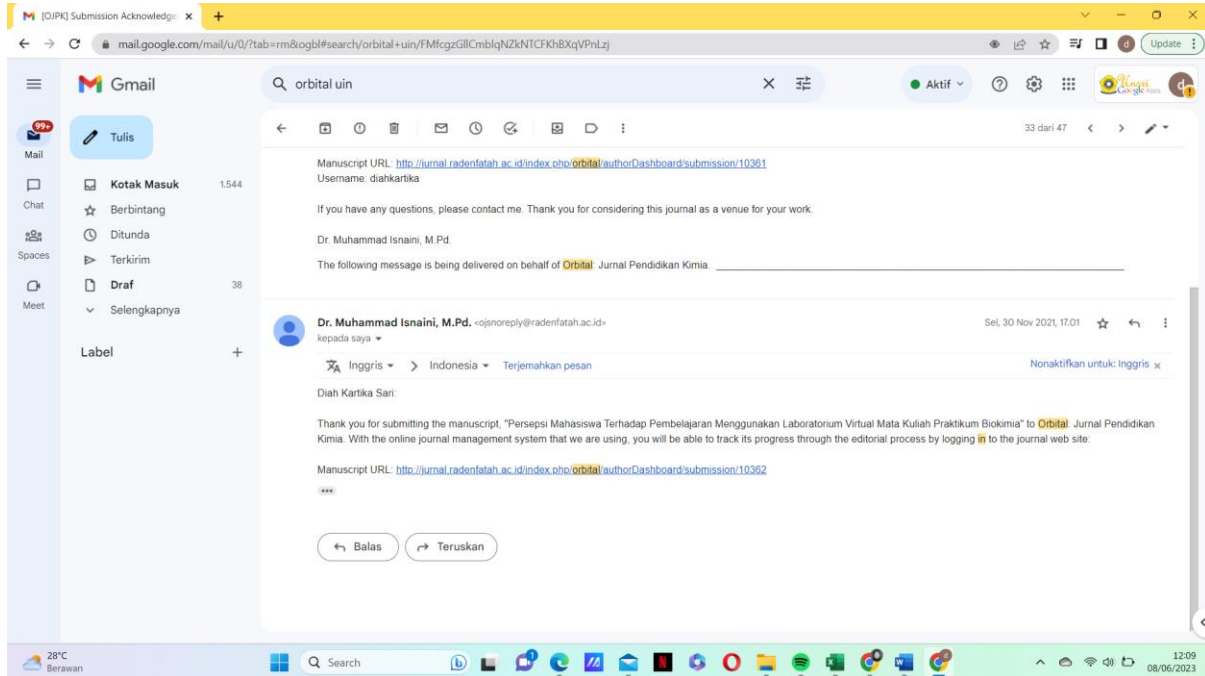 [OJPK] Submission Acknowledge
mail.google.com/mail/u/0/?tab=rm&ogbl#search/orbital+uin/FMfcgzGllCmblqNZkNTCFKhBXqVPnLzj
d
Update
Gmail
orbital uin
Aktif
99+
Mail
Chat
Spaces
Meet
Tulis
Kotak Masuk 1.544
Berbintang
Ditunda
Terkirim
Draf 38
Selengkapnya
Label
33 dari 47
Manuscript URL: http://jurnal.radenfatah.ac.id/index.php/orbital/authorDashboard/submission/10361
Username: diahkartika
If you have any questions, please contact me. Thank you for considering this journal as a venue for your work.
Dr. Muhammad Isnaini, M.Pd.
The following message is being delivered on behalf of Orbital: Jurnal Pendidikan Kimia.
Dr. Muhammad Isnaini, M.Pd. <ojsnoreply@radenfatah.ac.id>
Sel, 30 Nov 2021, 17.01
kepada saya
Inggris > Indonesia Terjemahkan pesan
Nonaktifkan untuk: Inggris x
Diah Kartika Sari:
Thank you for submitting the manuscript, "Persepsi Mahasiswa Terhadap Pembelajaran Menggunakan Laboratorium Virtual Mata Kuliah Praktikum Biokimia" to Orbital: Jurnal Pendidikan
Kimia. With the online journal management system that we are using, you will be able to track its progress through the editorial process by logging in to the journal web site:
Manuscript URL: http://jurnal.radenfatah.ac.id/index.php/orbital/authorDashboard/submission/10362
Balas
Teruskan
28°C
Berawan
Search
12:09
08/06/2023